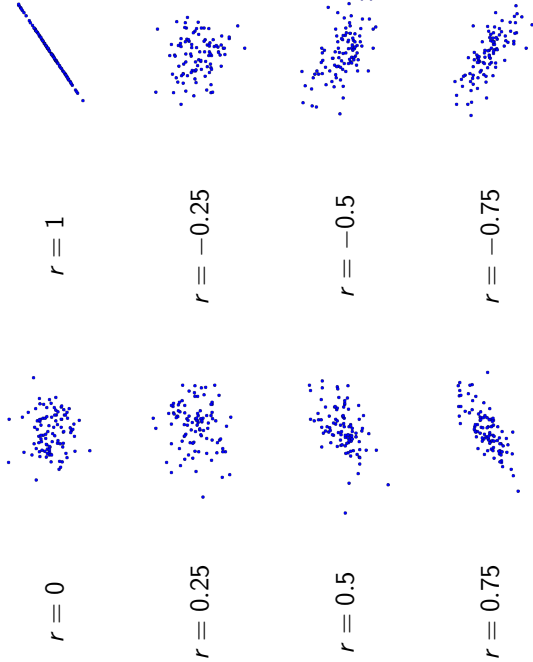 r = 0
r = 1
r = 0.25
r = −0.25
r = 0.5
r = −0.5
r = 0.75
r = −0.75